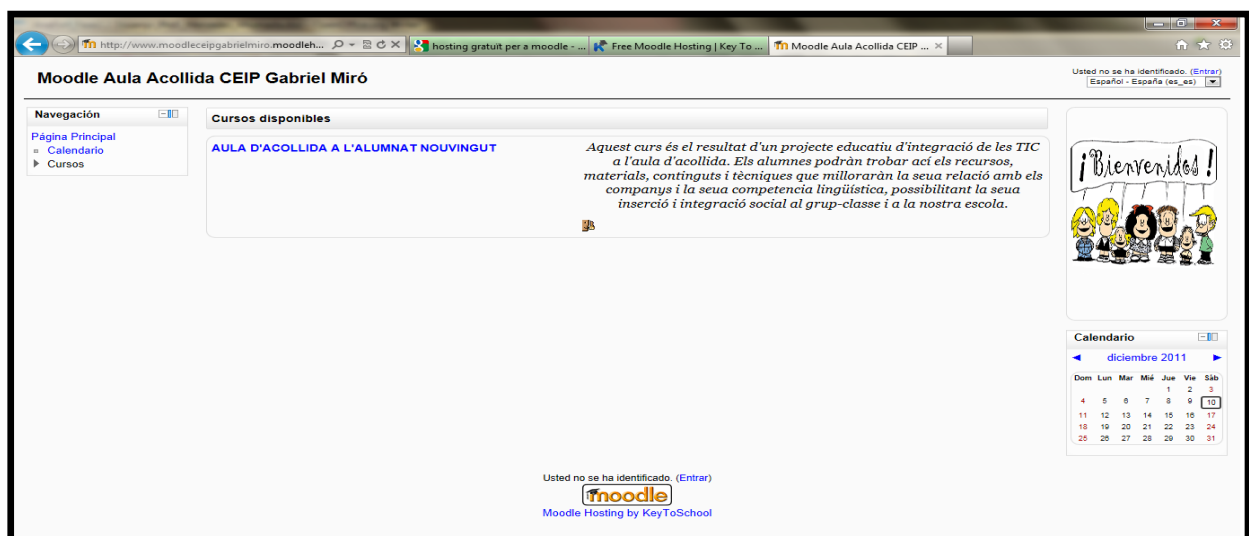 http://www.moodleceipgabrielmiro.moodleh...
hosting gratuït per a moodle - ...
Free Moodle Hosting | Key To ...
Moodle Aula Acollida CEIP ...
Moodle Aula Acollida CEIP Gabriel Miró
Usted no se ha identificado. (Entrar)
Español - España (es_es)
Navegación
Página Principal
Calendario
Cursos
Cursos disponibles
AULA D'ACOLLIDA A L'ALUMNAT NOUVINGUT
Aquest curs és el resultat d'un projecte educatiu d'integració de les TIC
a l'aula d'acollida. Els alumnes podràn trobar ací els recursos,
materials, continguts i tècniques que milloraràn la seua relació amb els
companys i la seua competencia lingüística, possibilitant la seua
inserció i integració social al grup-classe i a la nostra escola.
¡Bienvenidos!
Calendario
diciembre 2011
Dom Lun Mar Mié Jue Vie Sáb
1 2 3
4 5 6 7 8 9 10
11 12 13 14 15 16 17
18 19 20 21 22 23 24
25 26 27 28 29 30 31
Usted no se ha identificado. (Entrar)
moodle
Moodle Hosting by KeyToSchool